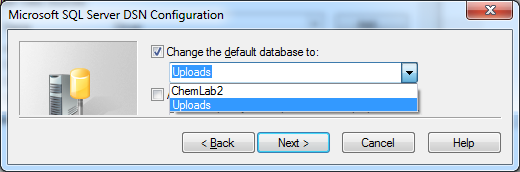 Microsoft SQL Server DSN Configuration
Change the default database to:
Uploads
ChemLab2
Uploads
< Back
Next >
Cancel
Help